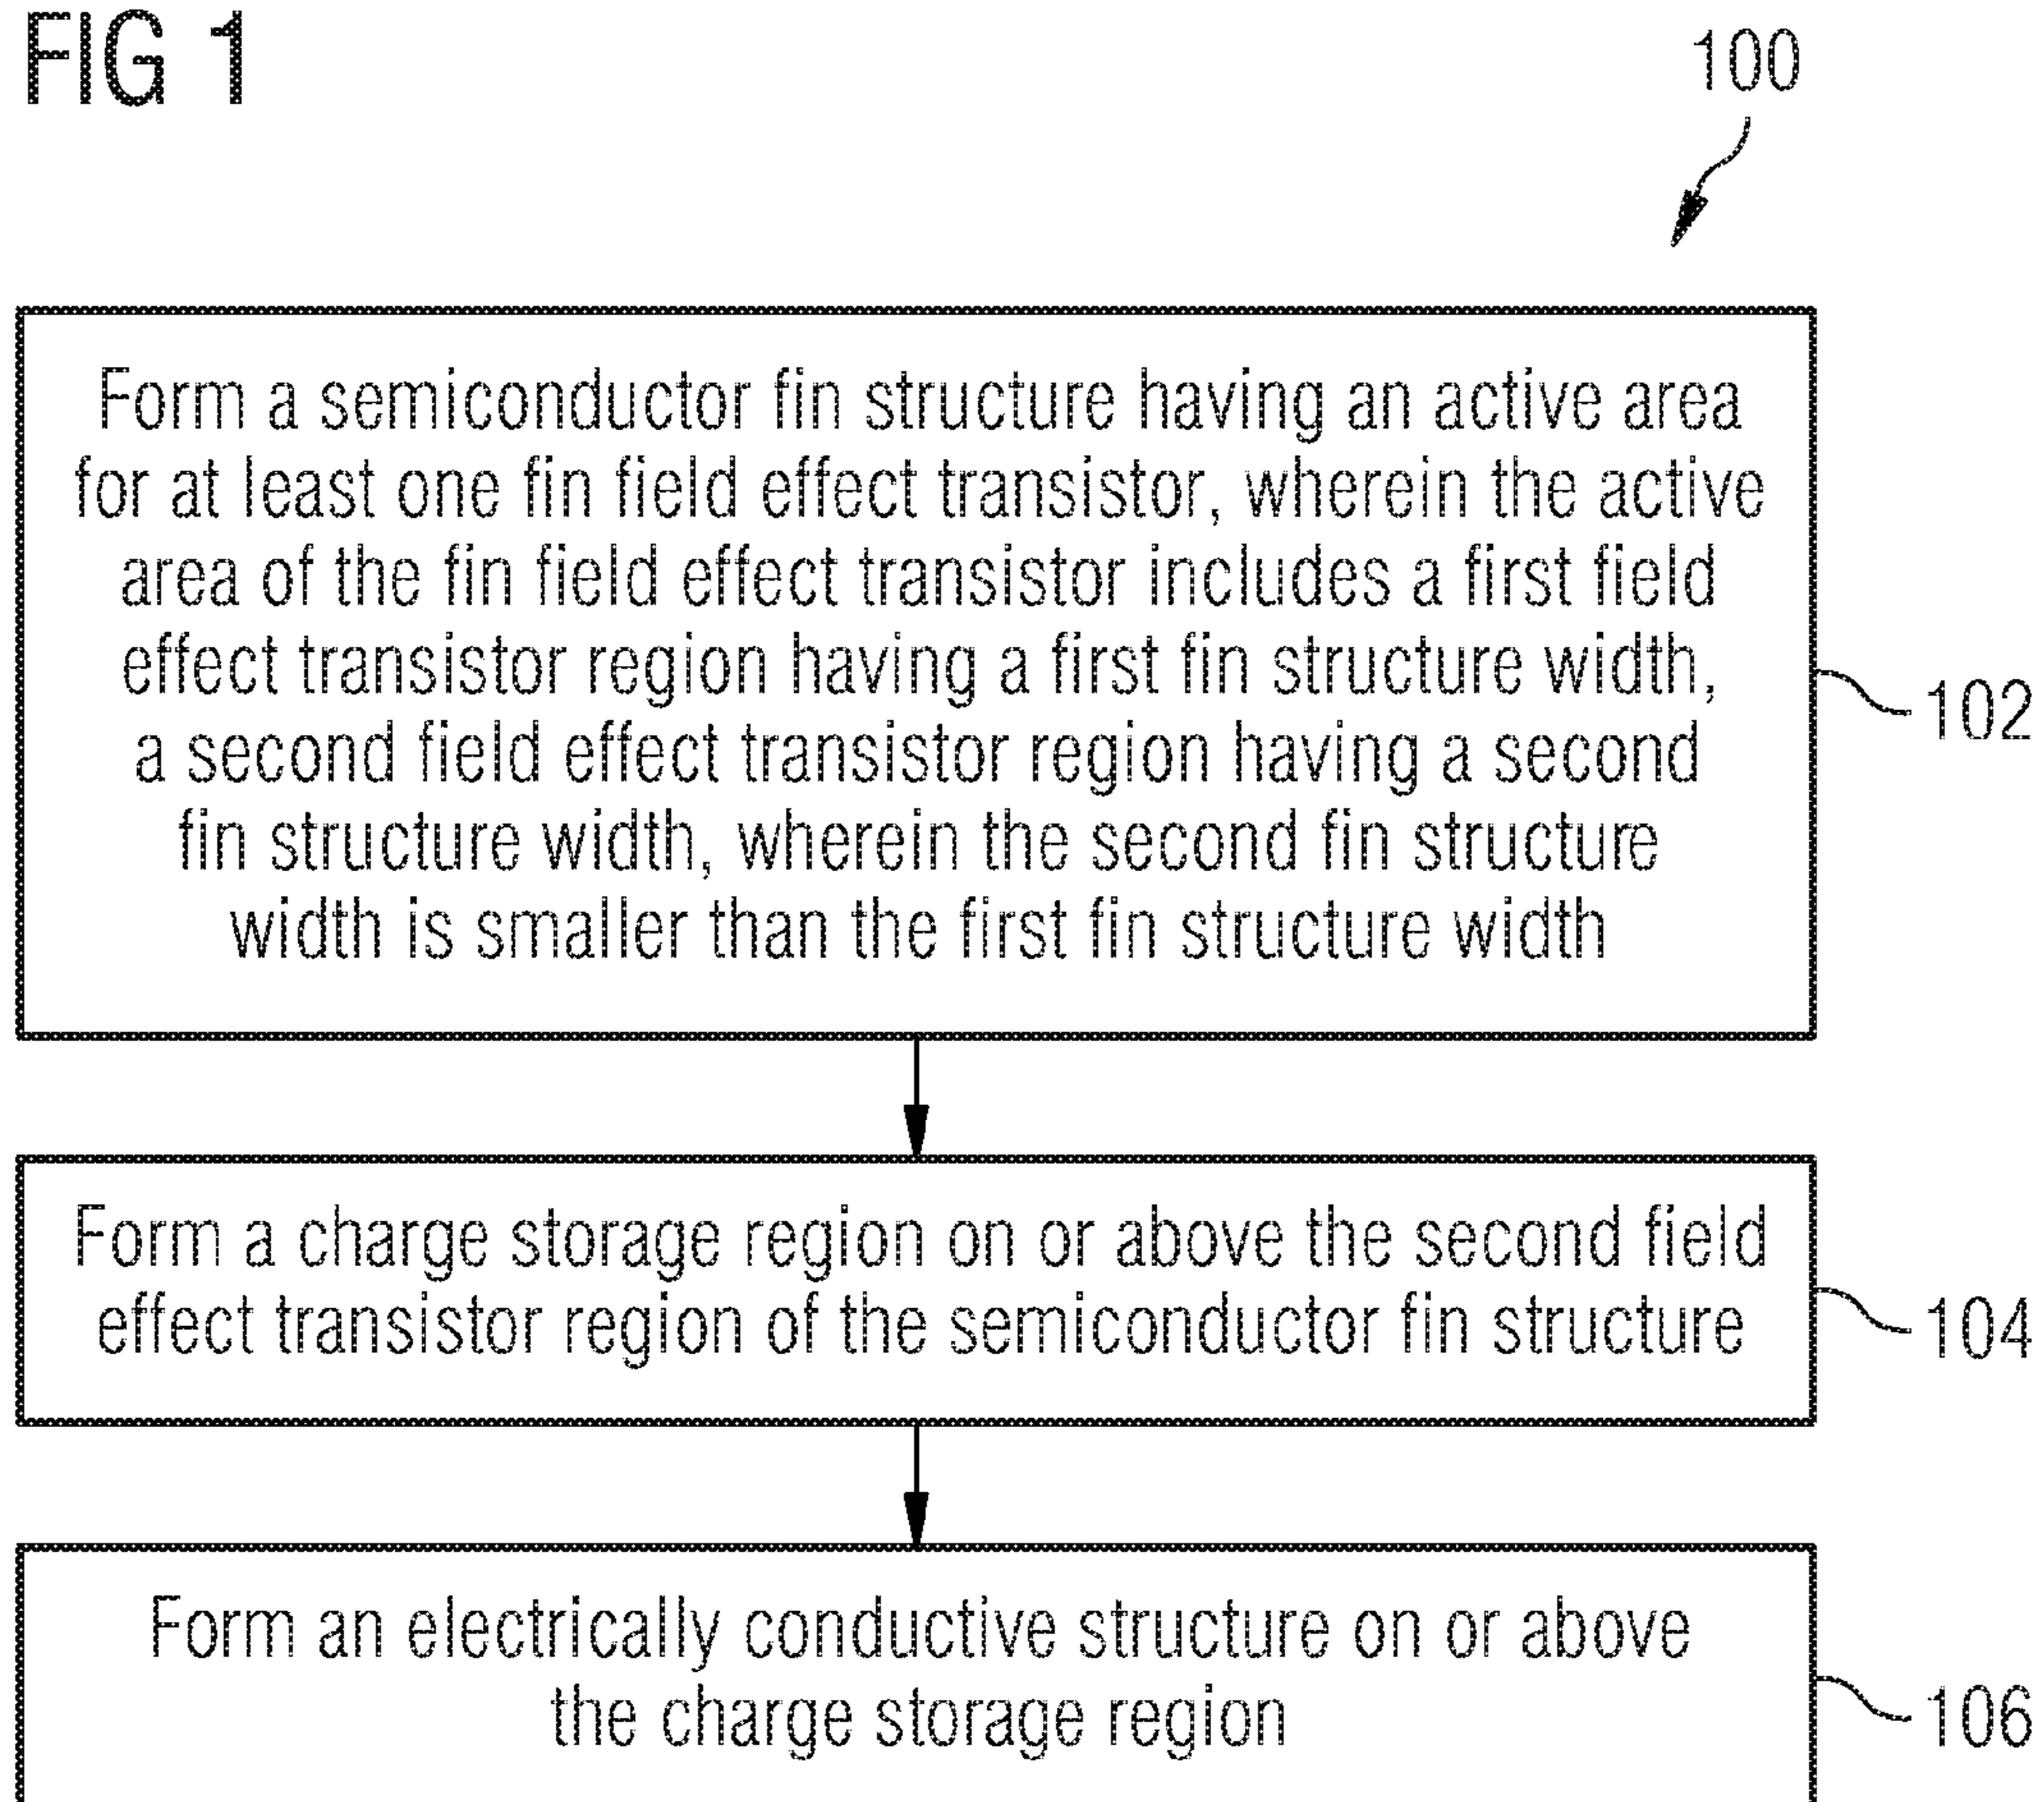 FIG 1
100
Form a semiconductor fin structure having an active area
for at least one fin field effect transistor, wherein the active
area of the fin field effect transistor includes a first field
effect transistor region having a first fin structure width,
a second field effect transistor region having a second
fin structure width, wherein the second fin structure
width is smaller than the first fin structure width
102
Form a charge storage region on or above the second field
effect transistor region of the semiconductor fin structure
104
Form an electrically conductive structure on or above
the charge storage region
106